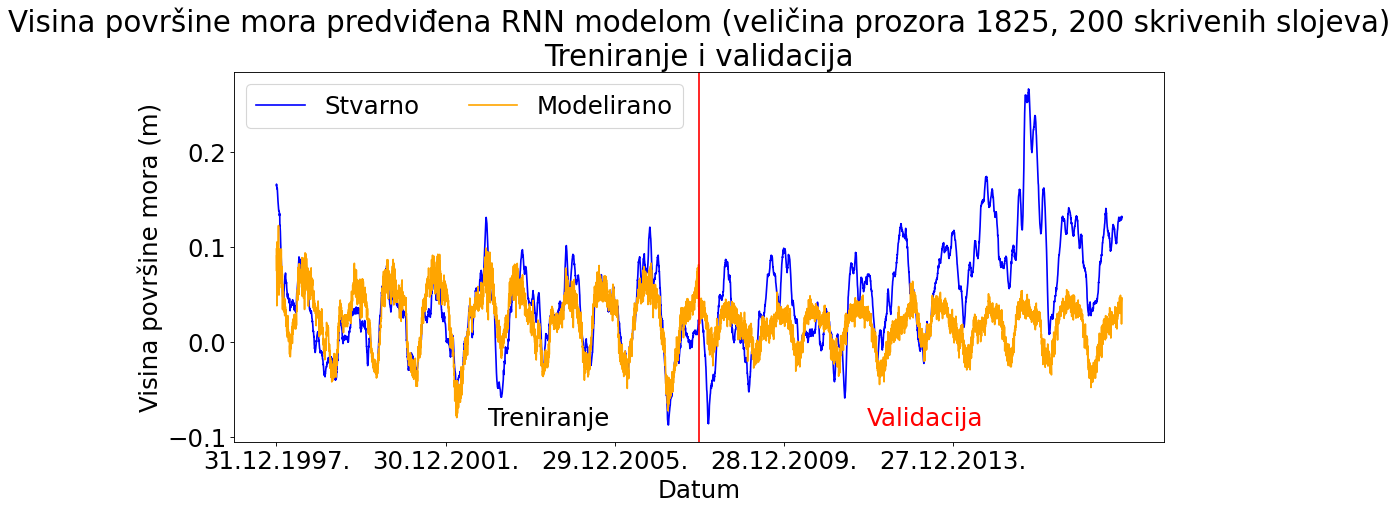 Visina površine mora predviđena RNN modelom (veličina prozora 1825, 200 skrivenih slojeva)
Treniranje i validacija
Stvarno Modelirano
Visina površine mora (m)
0.2
0.1
0.0
−0.1
Treniranje Validacija
31.12.1997. 30.12.2001. 29.12.2005. 28.12.2009. 27.12.2013.
Datum